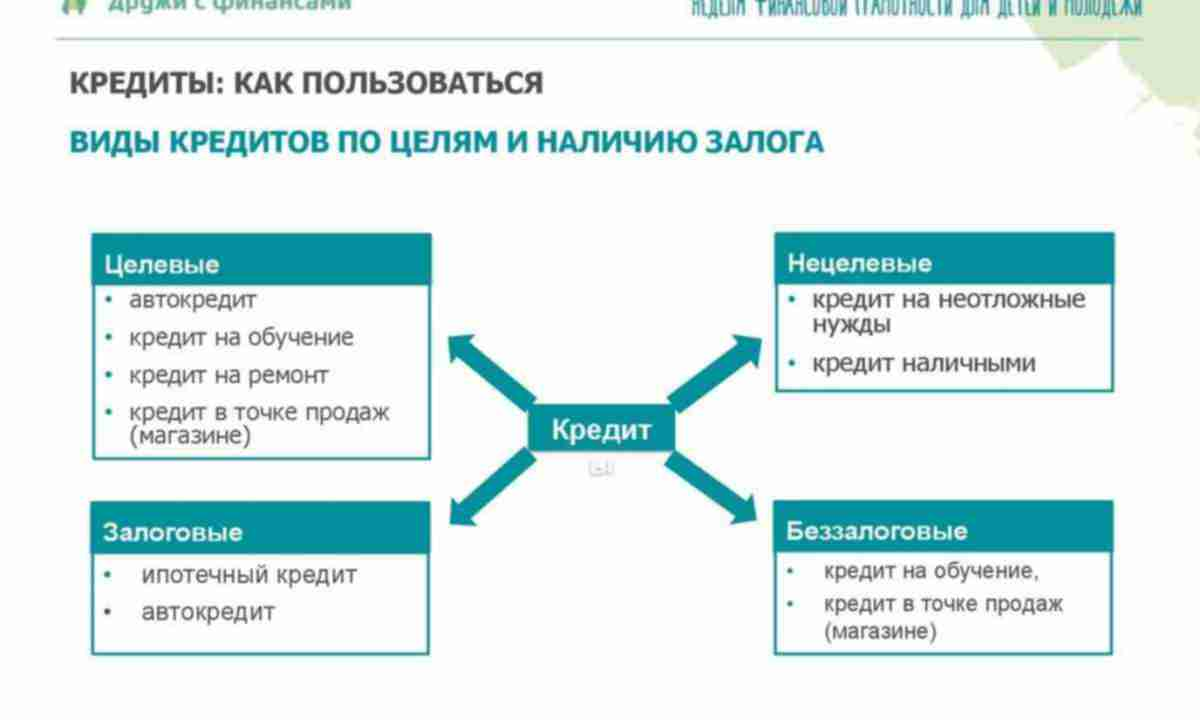 дружи с финансами
НЕДЕЛЯ ФИНАНСОВОЙ ГРАМОТНОСТИ ДЛЯ ДЕТЕЙ И МОЛОДЕЖИ
КРЕДИТЫ: КАК ПОЛЬЗОВАТЬСЯ
ВИДЫ КРЕДИТОВ ПО ЦЕЛЯМ И НАЛИЧИЮ ЗАЛОГА
Целевые
• автокредит
• кредит на обучение
• кредит на ремонт
• кредит в точке продаж
(магазине)
Нецелевые
• кредит на неотложные
нужды
• кредит наличными
Кредит
ы
Залоговые
• ипотечный кредит
• автокредит
Беззалоговые
• кредит на обучение,
• кредит в точке продаж
(магазине)